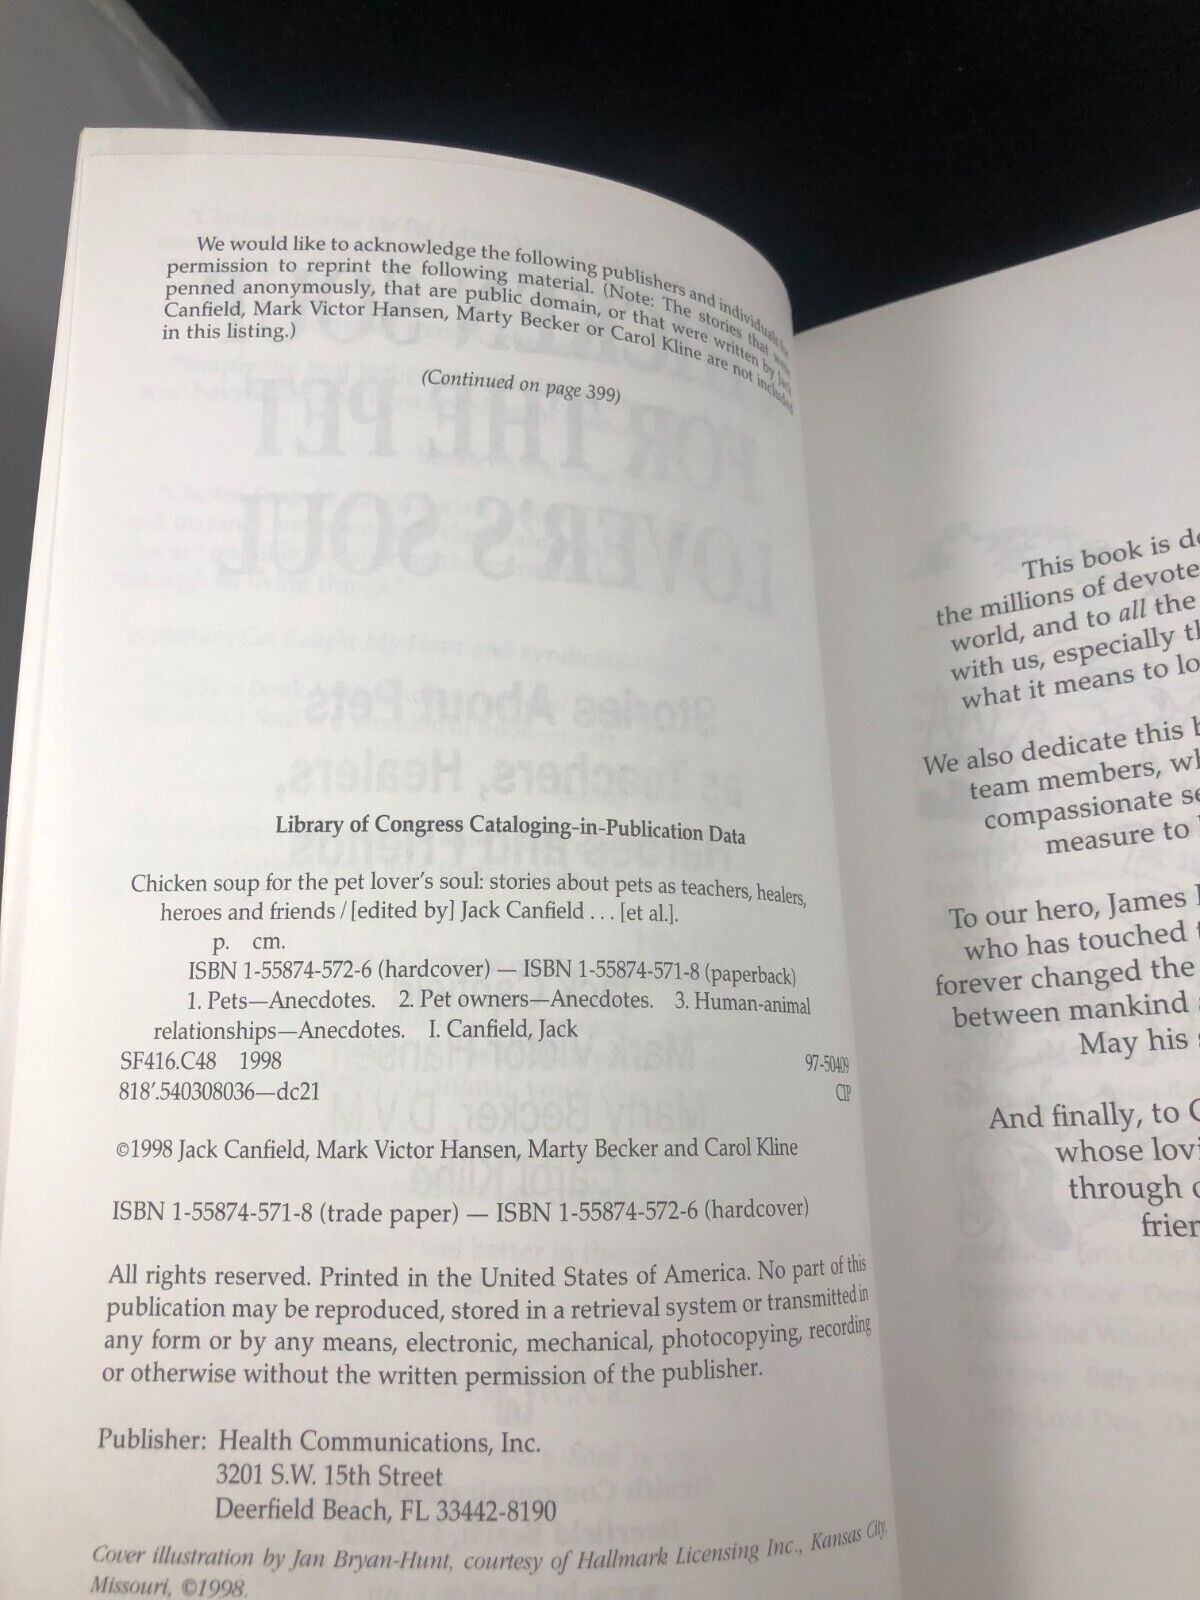 We would like to acknowledge the following publishers and individuals for
permission to reprint the following material. (Note: The stories that were
penned anonymously, that are public domain, or that were written by Jack
Canfield, Mark Victor Hansen, Marty Becker or Carol Kline are not included
in this listing.)
(Continued on page 399)
Library of Congress Cataloging-in-Publication Data
Chicken soup for the pet lover's soul: stories about pets as teachers, healers,
heroes and friends / [edited by] Jack Canfield . . . [et al.].
p. cm.
ISBN 1-55874-572-6 (hardcover) — ISBN 1-55874-571-8 (paperback)
1. Pets—Anecdotes. 2. Pet owners—Anecdotes. 3. Human-animal
relationships—Anecdotes. I. Canfield, Jack
SF416.C48 1998 97-50409
818'.540308036—dc21 CIP
©1998 Jack Canfield, Mark Victor Hansen, Marty Becker and Carol Kline
ISBN 1-55874-571-8 (trade paper) — ISBN 1-55874-572-6 (hardcover)
All rights reserved. Printed in the United States of America. No part of this
publication may be reproduced, stored in a retrieval system or transmitted in
any form or by any means, electronic, mechanical, photocopying, recording
or otherwise without the written permission of the publisher.
Publisher: Health Communications, Inc.
3201 S.W. 15th Street
Deerfield Beach, FL 33442-8190
Cover illustration by Jan Bryan-Hunt, courtesy of Hallmark Licensing Inc., Kansas City,
Missouri, ©1998.
This book is
the millions of
world, and to all the
with us, especially
what it means to
We also dedicate this
team members,
compassionate
measure to
To our hero, James
who has touched
forever changed the
between mankind
May his
And finally, to
whose
through